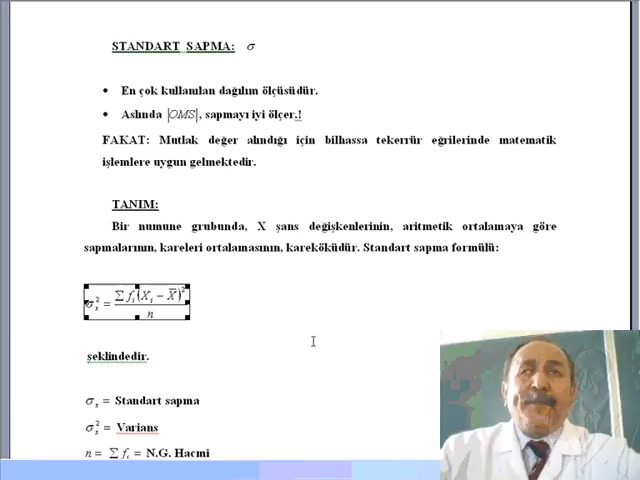 STANDART SAPMA: σ
• En çok kullanılan dağılım ölçüsüdür.
• Aslında |OMS|, sapmayı iyi ölçer.!
FAKAT: Mutlak değer alındığı için bilhassa tekerrür eğrilerinde matematik
işlemlere uygun gelmektedir.
TANIM:
Bir numune grubunda, X şans değişkenlerinin, aritmetik ortalamaya göre
sapmalarının, kareleri ortalamasının, kareköküdür. Standart sapma formülü:
σₓ² = ∑ fᵢ(Xᵢ − X̅)² / n
şeklindedir.
σₓ = Standart sapma
σₓ² = Varians
n = ∑ fᵢ = N.G. Hacmi